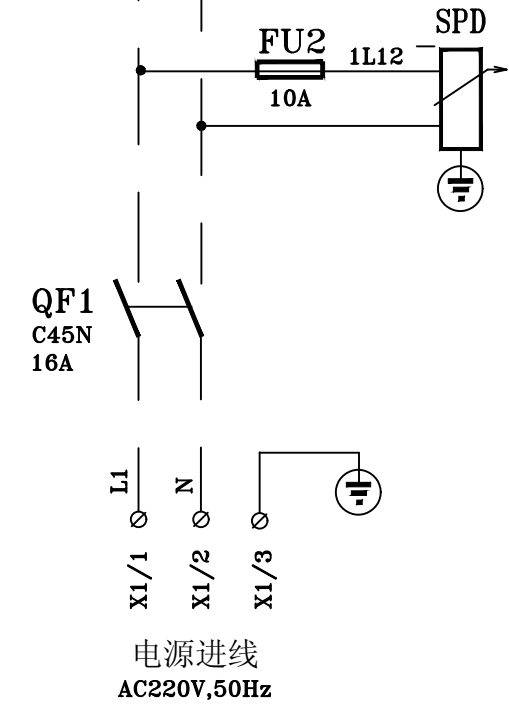 SPD
FU2
1L12
10A
QF1
C45N
16A
L1
N
X1/1
X1/2
X1/3
电源进线
AC220V,50Hz